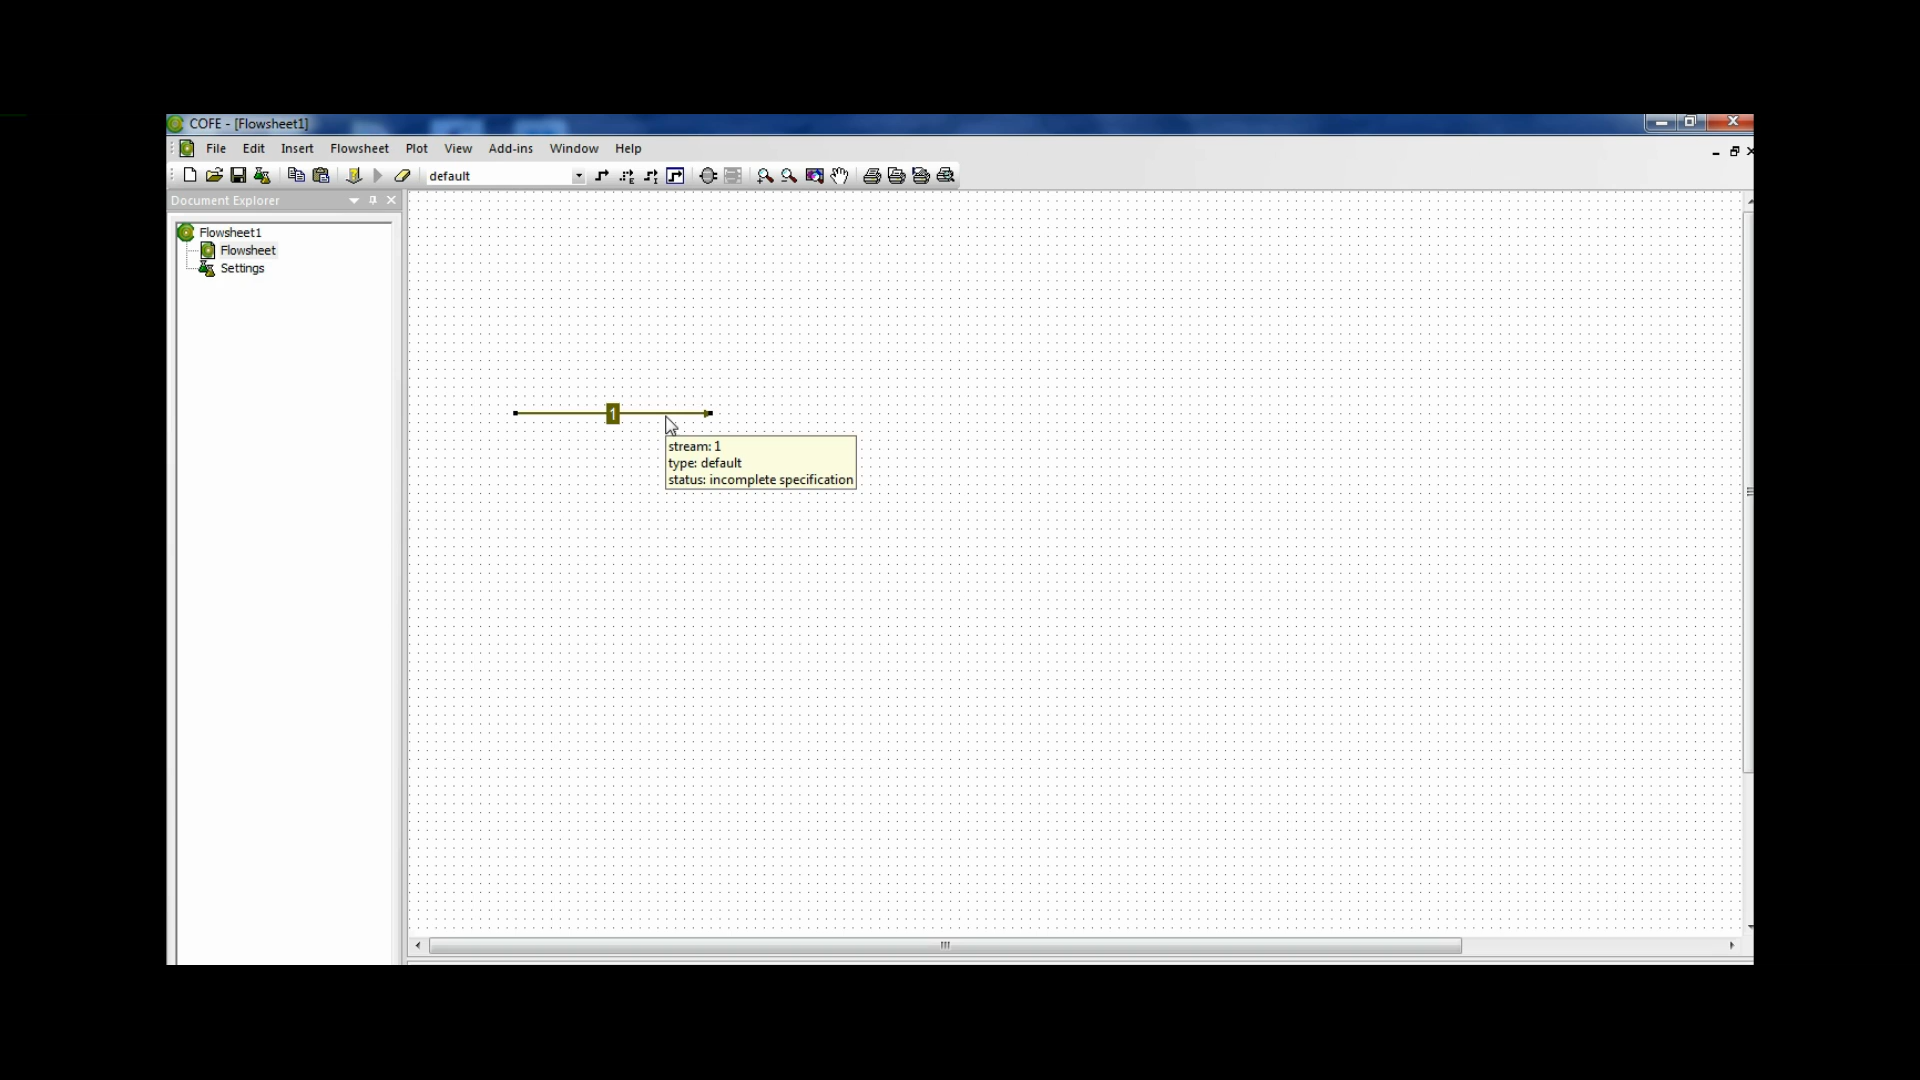 COFE - [Flowsheet1]
File Edit Insert Flowsheet Plot View Add-ins Window Help
default
Document Explorer
Flowsheet1
Flowsheet
Settings
1
stream: 1
type: default
status: incomplete specification